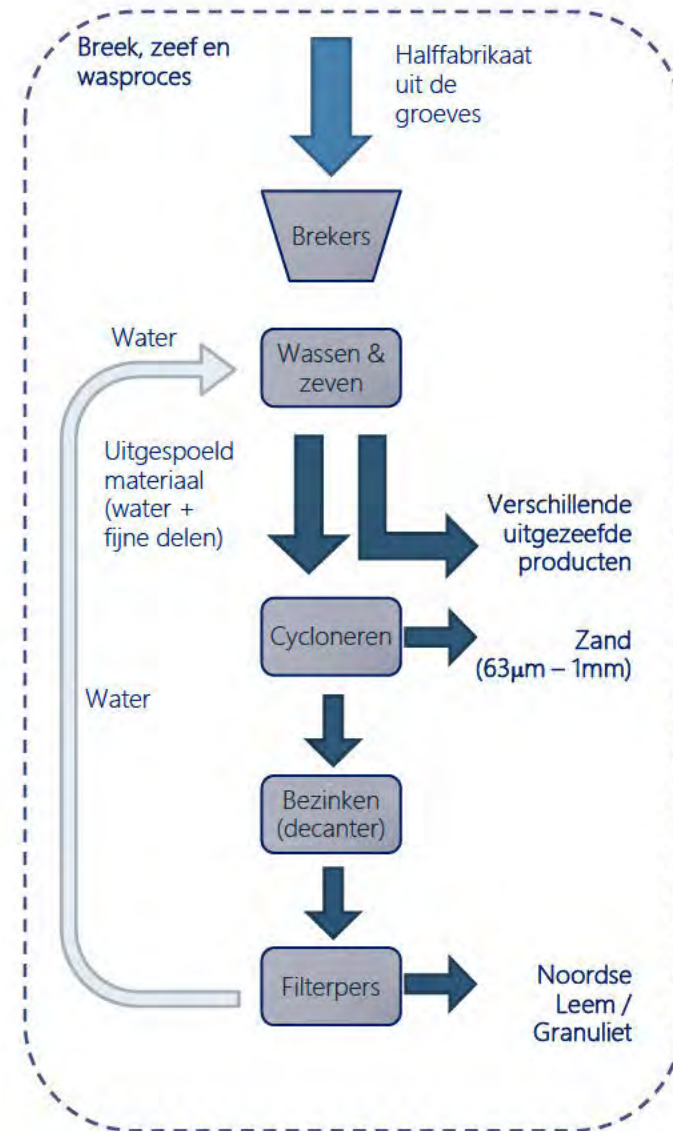 Breek, zeef en
wasproces
Halffabrikaat
uit de
groeves
Brekers
Water
Wassen &
zeven
Uitgespoeld
materiaal
(water +
fijne delen)
Verschillende
uitgezeefde
producten
Cycloneren
Zand
(63μm – 1mm)
Water
Bezinken
(decanter)
Filterpers
Noordse
Leem /
Granuliet